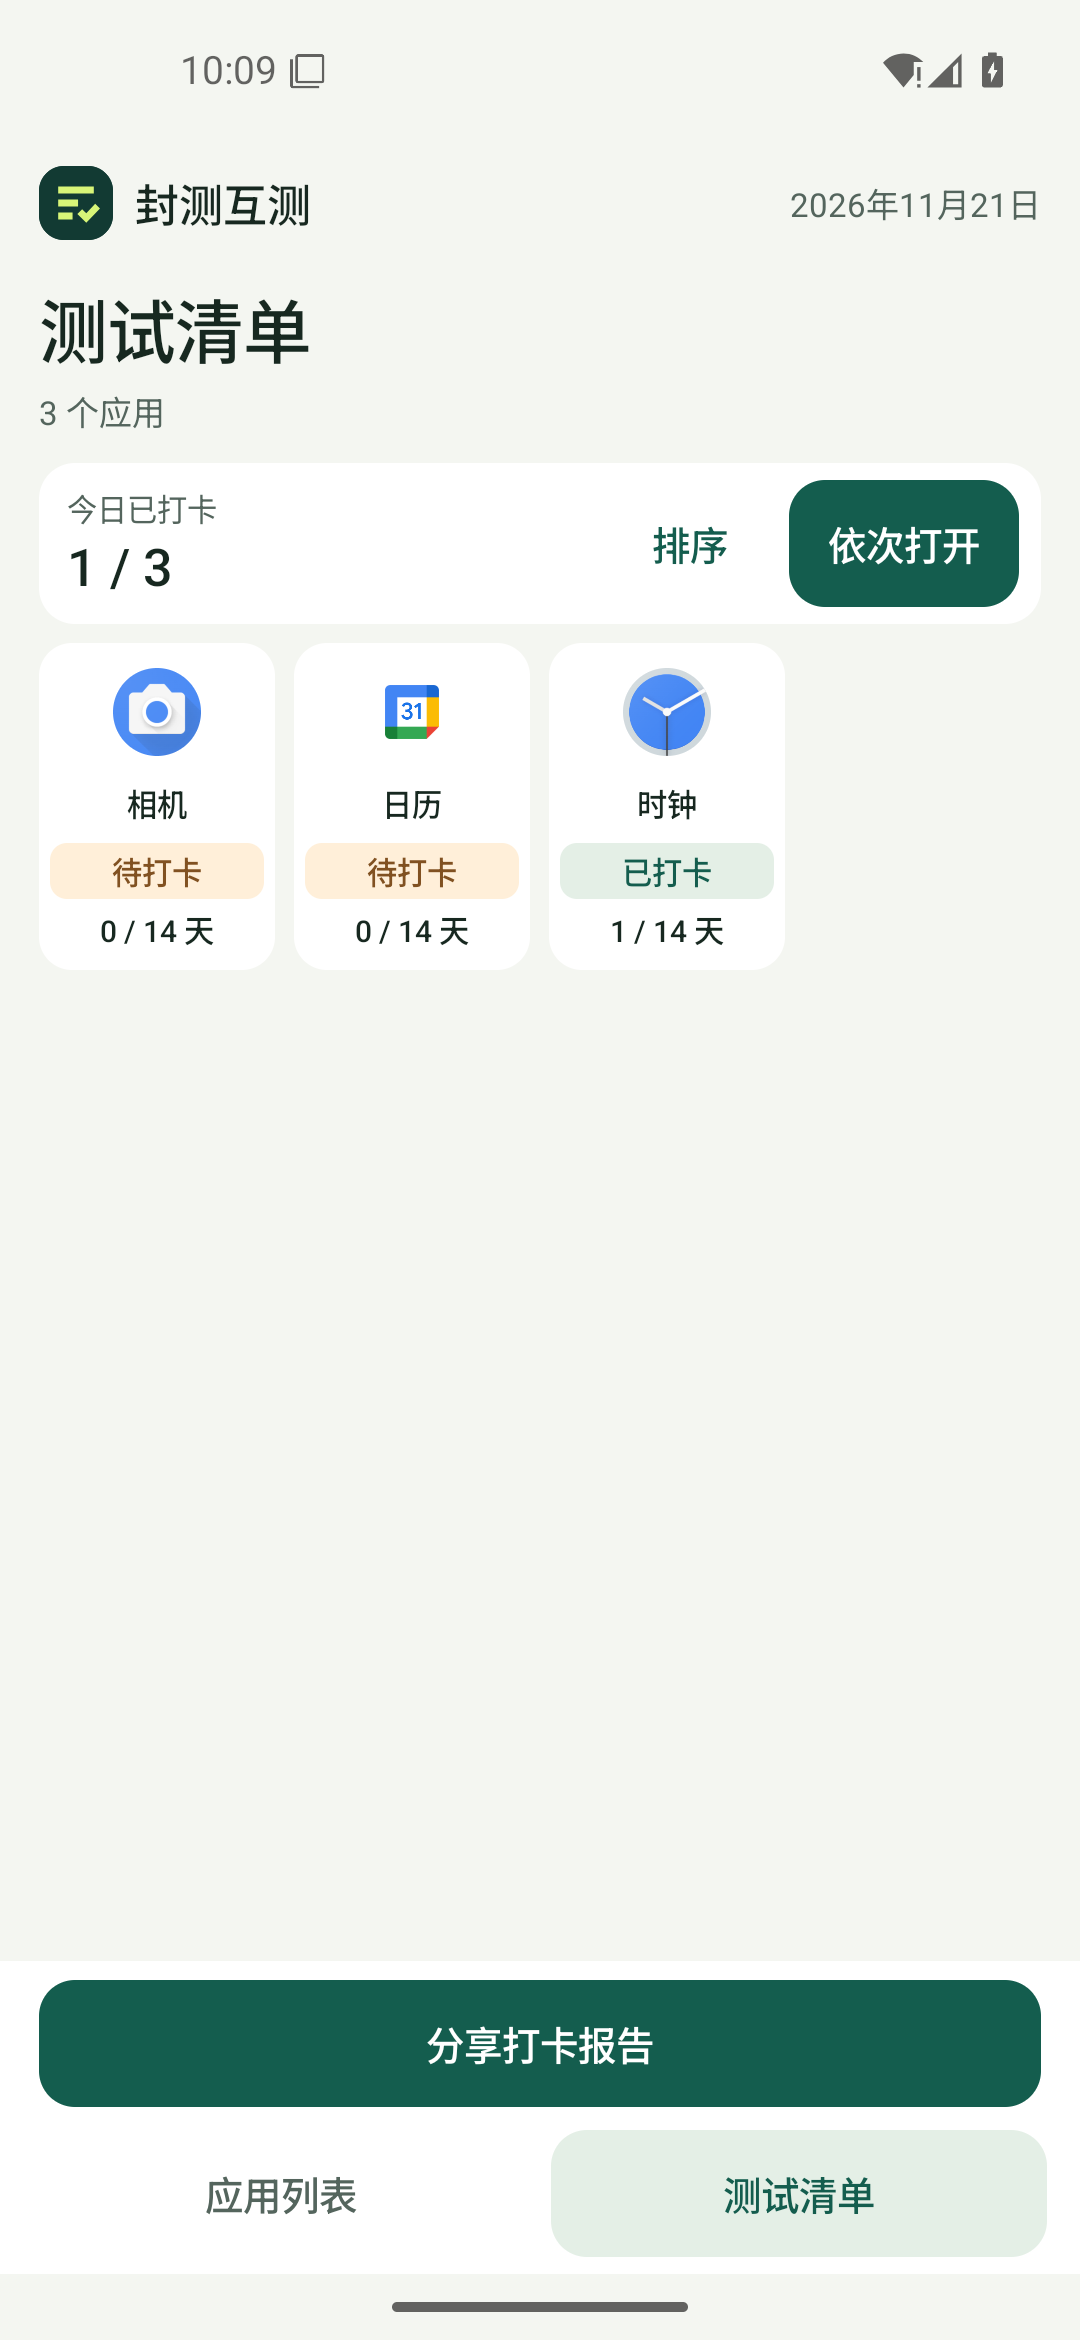 10:09
封测互测
2026年11月21日
测试清单
3 个应用
今日已打卡
1 / 3
排序
依次打开
31
相机
日历
时钟
待打卡
待打卡
已打卡
0 / 14 天
0 / 14 天
1 / 14 天
分享打卡报告
应用列表
测试清单